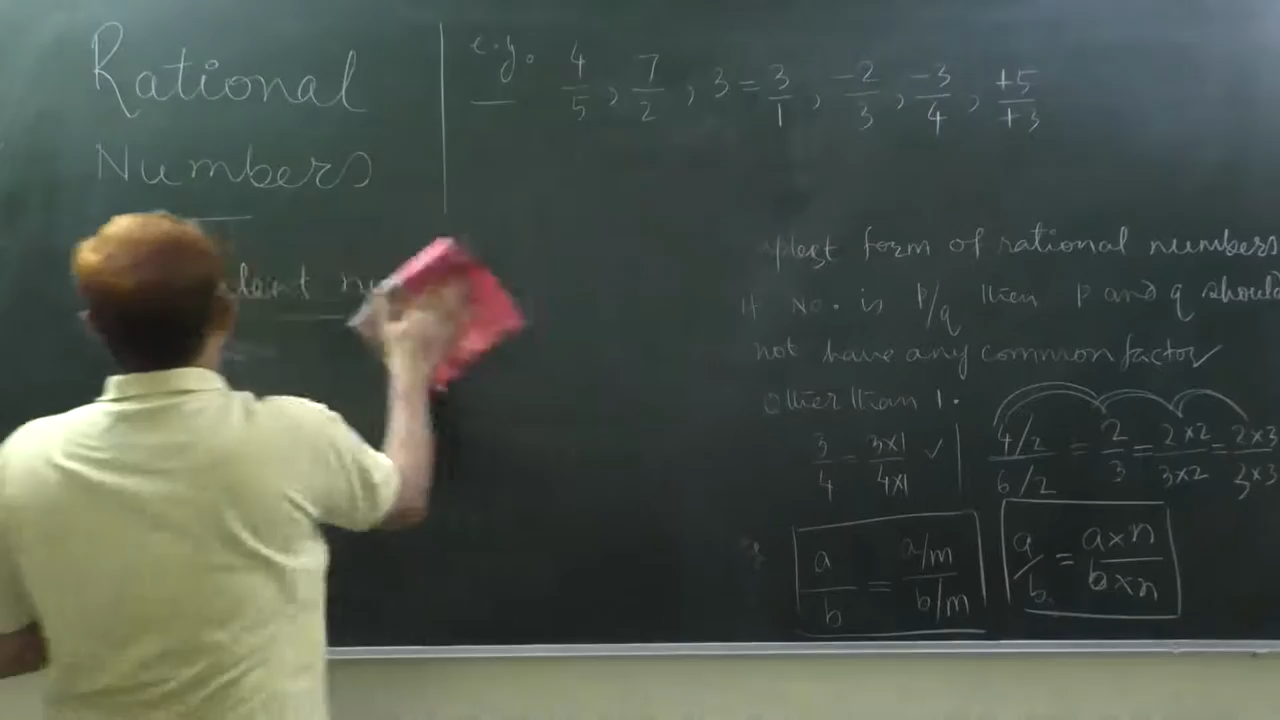 Rational
Numbers
e.g. 4/5, 7/2, 3 = 3/1, -2/3, -3/4, +5/+3
form of rational numbers
If No. is p/q then p and q should
not have any common factor
other than 1.
3/4 = 3×1/4×1 ✓ | 4/2 / 6/2 = 2/3 = 2×2/3×2 = 2×3/3×3
a/b = a/m / b/m
a/b = a×n/b×n